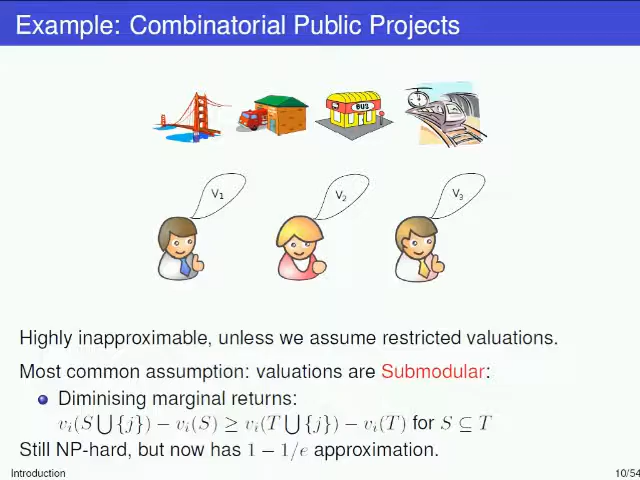 Example: Combinatorial Public Projects
BUS
V₁
V₂
V₃
Highly inapproximable, unless we assume restricted valuations.
Most common assumption: valuations are Submodular:
Diminising marginal returns:
vᵢ(S ⋃ {j}) − vᵢ(S) ≥ vᵢ(T ⋃ {j}) − vᵢ(T) for S ⊆ T
Still NP-hard, but now has 1 − 1/e approximation.
Introduction
10/54